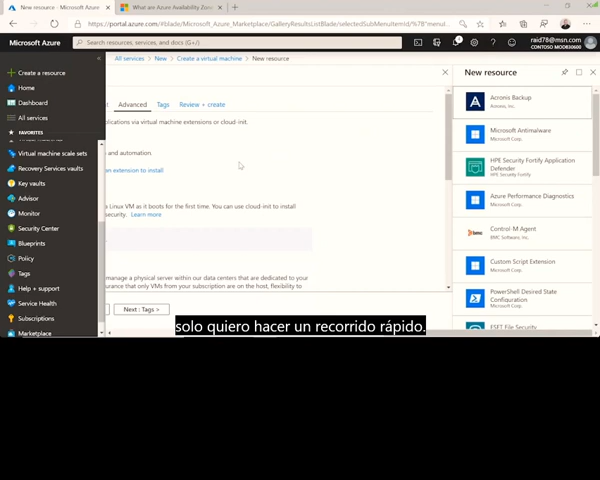 New resource - Microsoft Azure
What are Azure Availability Zon
https://portal.azure.com/#blade/Microsoft_Azure_Marketplace/GalleryResultsListBlade/selectedSubMenuItemId/%7B"menu
Microsoft Azure
Search resources, services, and docs (G+/)
raid78@msn.com
Create a resource
All services > New > Create a virtual machine > New resource
Home
Dashboard
All services
FAVORITES
Virtual machine scale sets
Recovery Services vaults
Key vaults
Advisor
Monitor
Security Center
Blueprints
Policy
Tags
Help + support
Service Health
Subscriptions
Marketplace
Advanced
Tags
Review + create
plications via virtual machine extensions or cloud-init.
s and automation.
on extension to install
s Linux VM as it boots for the first time. You can use cloud-init to install
security. Learn more
manage a physical server within our data centers that are dedicated to your
urance that only VMs from your subscription are on the host, flexibility to
Next : Tags >
New resource
Acronis Backup
Acronis, Inc.
Microsoft Antimalware
Microsoft Corp.
HPE Security Fortify Application
Defender
HPE Security Fortify
Azure Performance Diagnostics
Microsoft Corp.
Control-M Agent
BMC Software, Inc.
Custom Script Extension
Microsoft Corp.
PowerShell Desired State
Configuration
Microsoft Corp.
ESET File Security
solo quiero hacer un recorrido rápido.